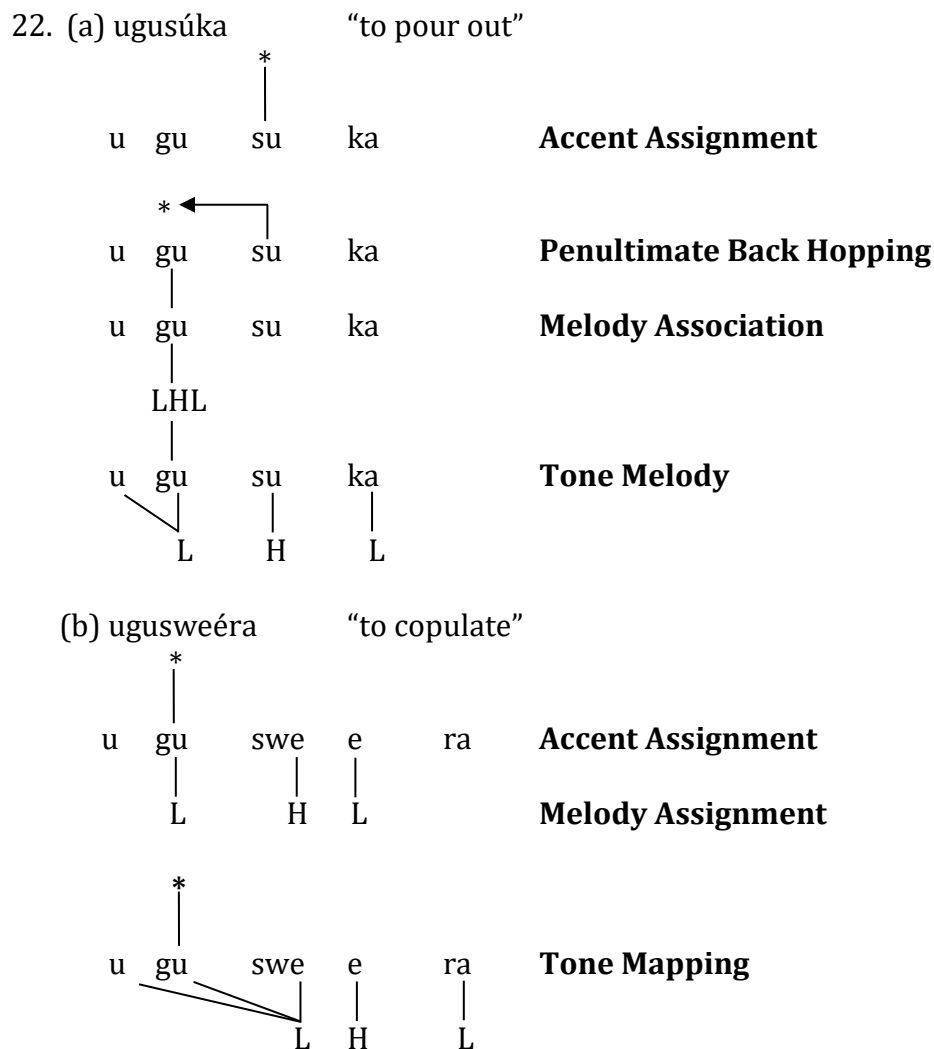 22. (a) ugusúka “to pour out”
*
u gu su ka Accent Assignment
*
u gu su ka Penultimate Back Hopping
u gu su ka Melody Association
LHL
u gu su ka Tone Melody
L H L
(b) ugusweéra “to copulate”
*
u gu swe e ra Accent Assignment
L H L Melody Assignment
*
u gu swe e ra Tone Mapping
L H L